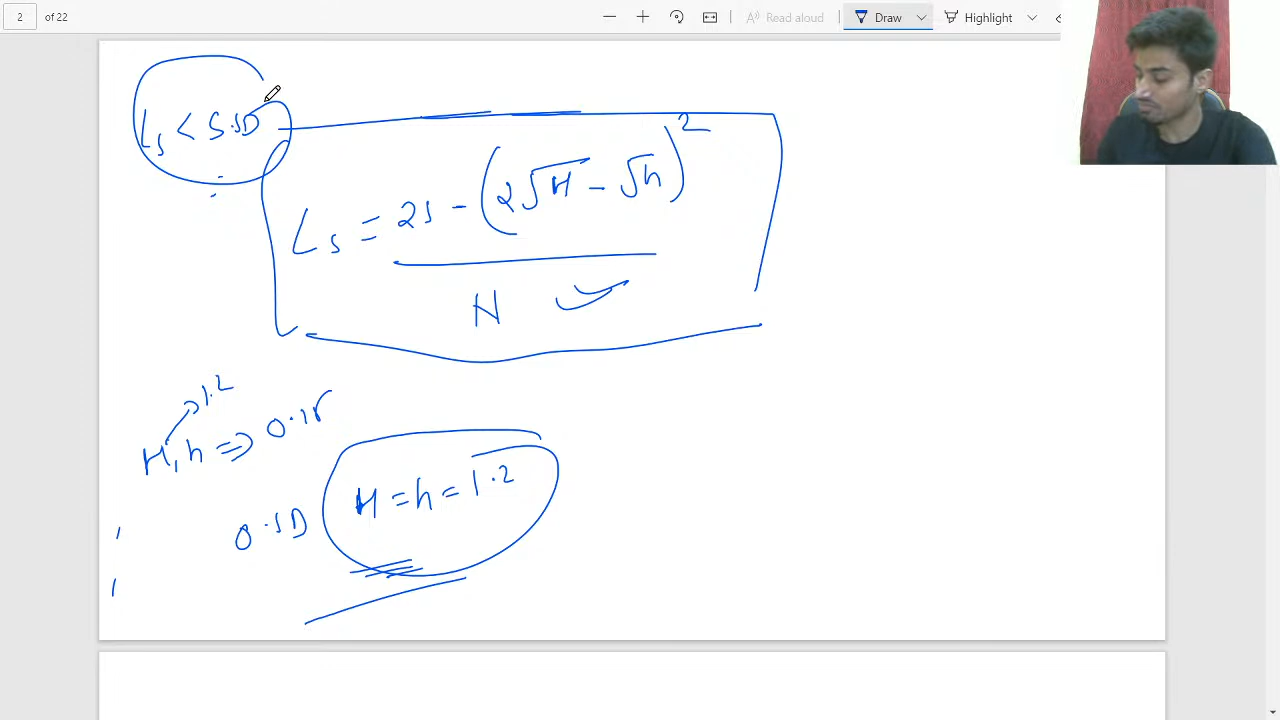 2 of 22
Read aloud
Draw
Highlight
Ls < S.SD
Ls = 2S - (2√H - √h)²
N
1.2
H, h => 0.15
O.SD
H = h = 1.2